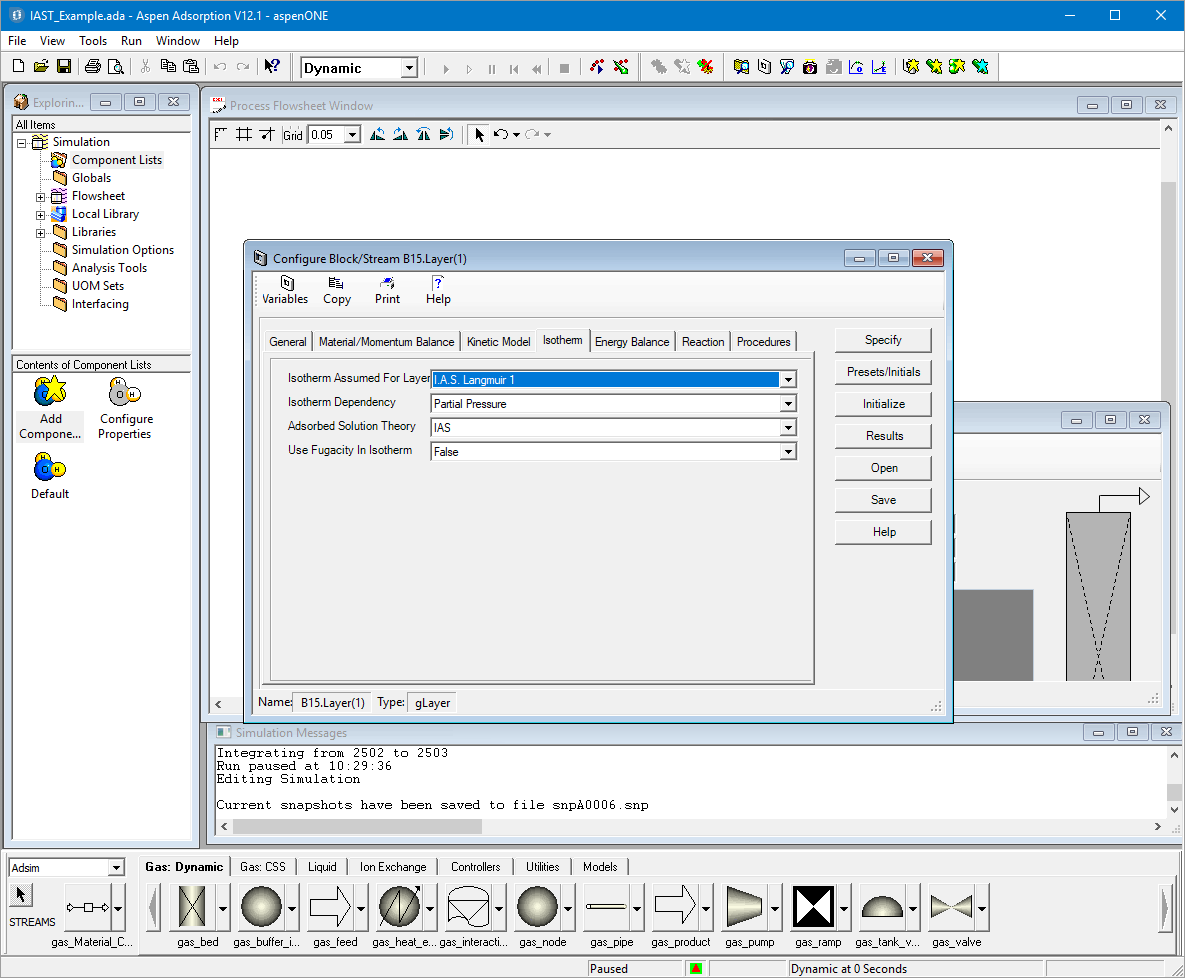 IAST_Example.ada - Aspen Adsorption V12.1 - aspenONE
File View Tools Run Window Help
Dynamic
Explorin...
All Items
Simulation
Component Lists
Globals
Flowsheet
Local Library
Libraries
Simulation Options
Analysis Tools
UOM Sets
Interfacing
Contents of Component Lists
Add Compone...
Configure Properties
Default
Process Flowsheet Window
Grid 0.05
Configure Block/Stream B15.Layer(1)
Variables Copy Print Help
General Material/Momentum Balance Kinetic Model Isotherm Energy Balance Reaction Procedures
Isotherm Assumed For Layer I.A.S. Langmuir 1
Isotherm Dependency Partial Pressure
Adsorbed Solution Theory IAS
Use Fugacity In Isotherm False
Specify
Presets/Initials
Initialize
Results
Open
Save
Help
Name: B15.Layer(1) Type: gLayer
Simulation Messages
Integrating from 2502 to 2503
Run paused at 10:29:36
Editing Simulation
Current snapshots have been saved to file snpA0006.snp
Adsim
Gas: Dynamic Gas: CSS Liquid Ion Exchange Controllers Utilities Models
STREAMS
gas_Material_C... gas_bed gas_buffer_i... gas_feed gas_heat_e... gas_interacti... gas_node gas_pipe gas_product gas_pump gas_ramp gas_tank_v... gas_valve
Paused Dynamic at 0 Seconds